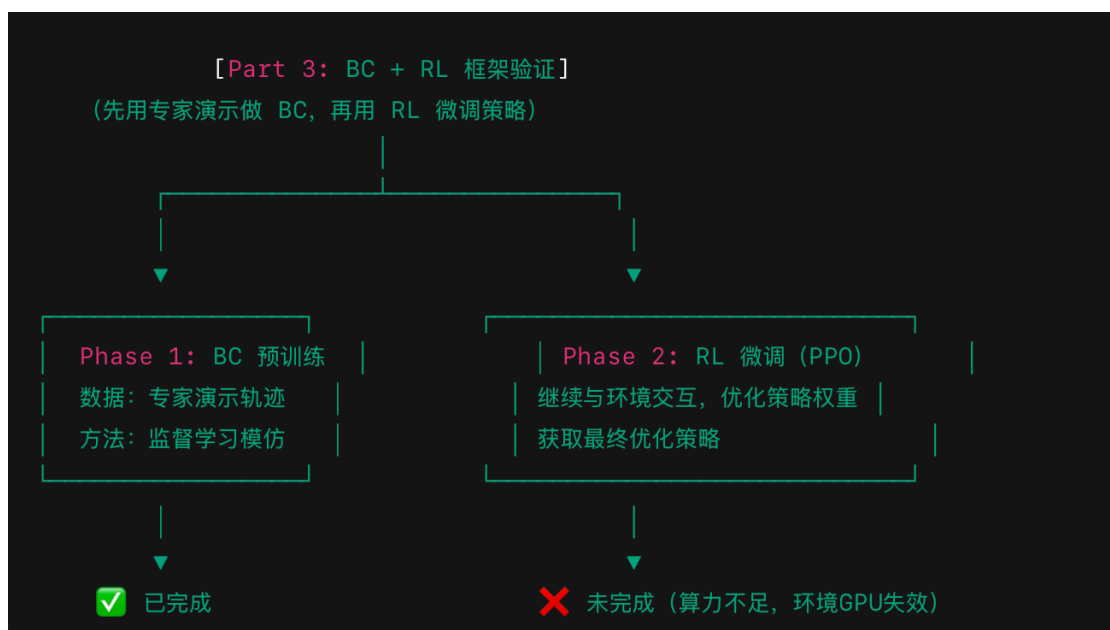 [Part 3: BC + RL 框架验证]
(先用专家演示做 BC, 再用 RL 微调策略)
Phase 1: BC 预训练
数据: 专家演示轨迹
方法: 监督学习模仿
Phase 2: RL 微调 (PPO)
继续与环境交互, 优化策略权重
获取最终优化策略
已完成
未完成 (算力不足, 环境GPU失效)